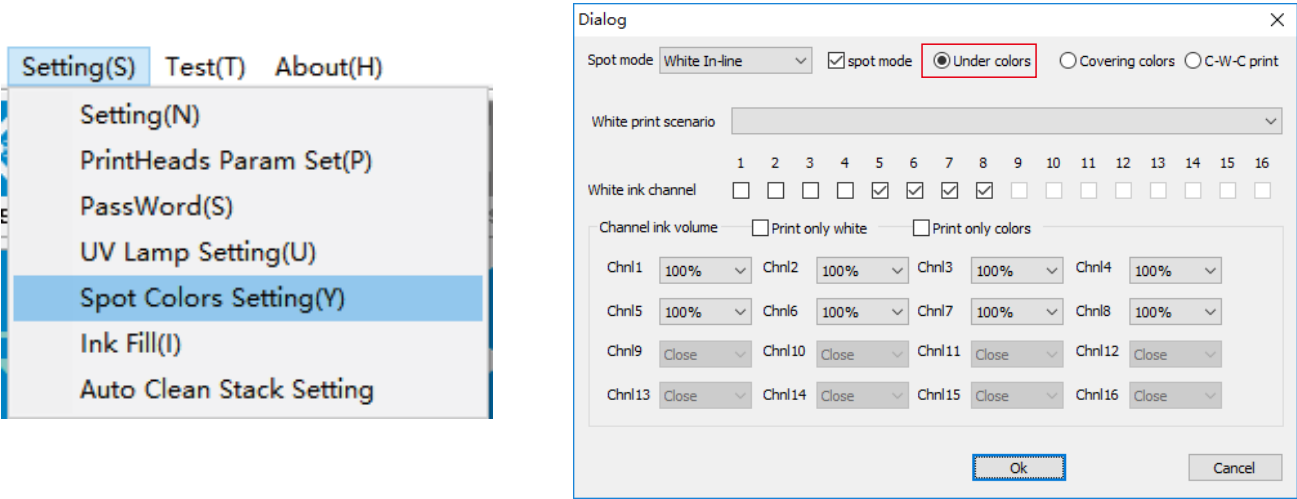 Setting(S) Test(T) About(H)
Setting(N)
PrintHeads Param Set(P)
PassWord(S)
UV Lamp Setting(U)
Spot Colors Setting(Y)
Ink Fill(I)
Auto Clean Stack Setting
Dialog
Spot mode White In-line spot mode Under colors Covering colors C-W-C print
White print scenario
1 2 3 4 5 6 7 8 9 10 11 12 13 14 15 16
White ink channel
Channel ink volume Print only white Print only colors
Chnl1 100% Chnl2 100% Chnl3 100% Chnl4 100%
Chnl5 100% Chnl6 100% Chnl7 100% Chnl8 100%
Chnl9 Close Chnl10 Close Chnl11 Close Chnl12 Close
Chnl13 Close Chnl14 Close Chnl15 Close Chnl16 Close
Ok Cancel